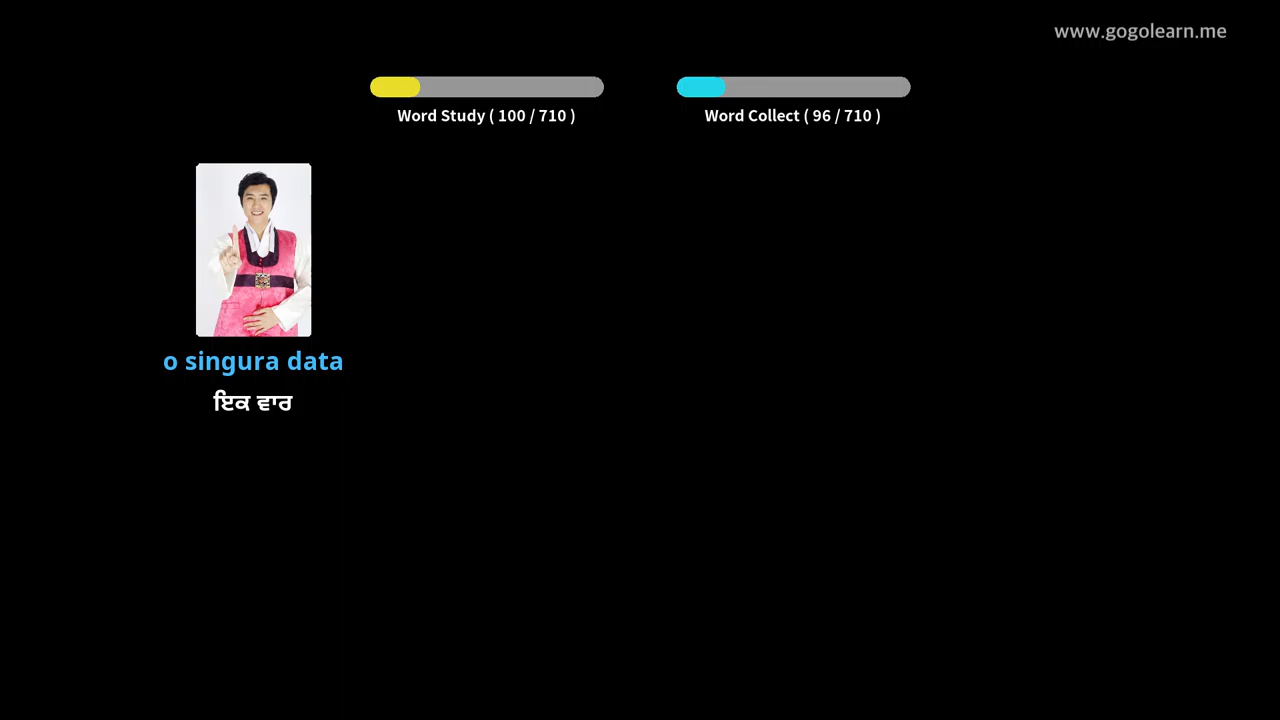 www.gogolearn.me
Word Study ( 100 / 710 )
Word Collect ( 96 / 710 )
o singura data
ਇਕ ਵਾਰ